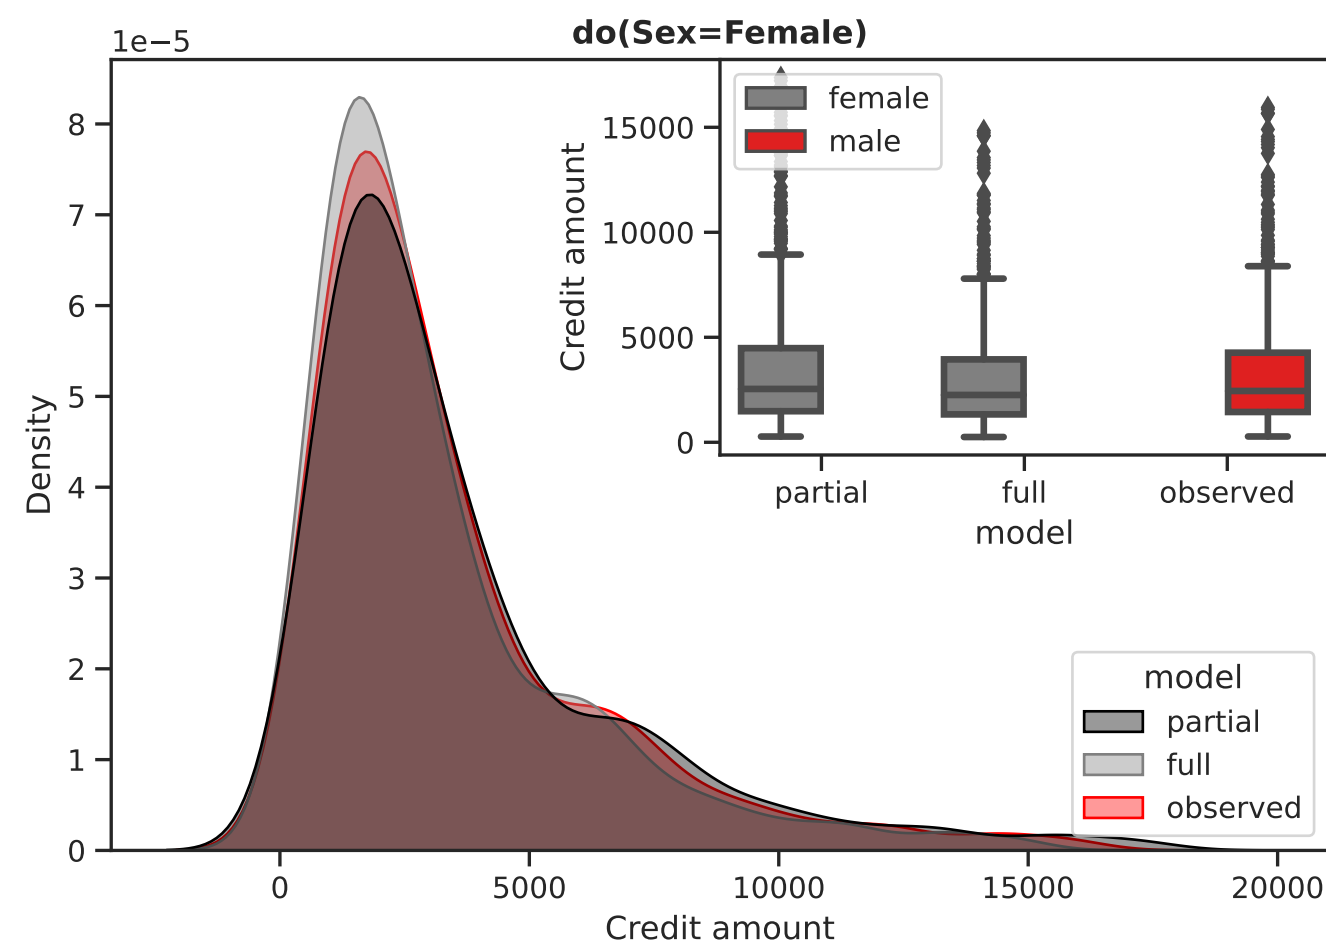 do(Sex=Female)
1e−5
8
7
6
5
4
3
2
1
0
Density
0
5000
10000
15000
20000
Credit amount
female
male
15000
10000
5000
0
Credit amount
partial
full
observed
model
model
partial
full
observed